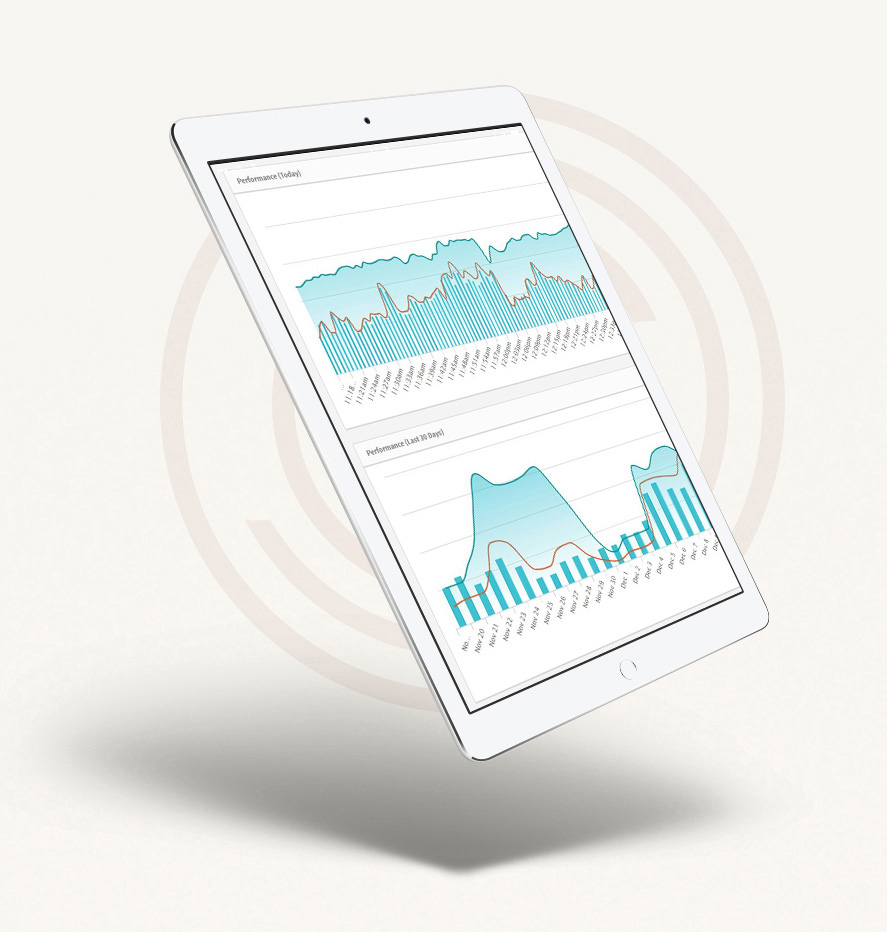 Performance (Today)
11:18...
11:21am
11:24am
11:27am
11:30am
11:33am
11:36am
11:39am
11:42am
11:45am
11:48am
11:51am
11:54am
11:57am
12:00pm
12:03pm
12:06pm
12:09pm
12:12pm
12:15pm
12:18pm
12:21pm
12:24pm
12:27pm
12:30pm
Performance (Last 30 Days)
No...
Nov 20
Nov 21
Nov 22
Nov 23
Nov 24
Nov 25
Nov 26
Nov 27
Nov 28
Nov 29
Nov 30
Dec 1
Dec 2
Dec 3
Dec 4
Dec 5
Dec 6
Dec 7
Dec 8